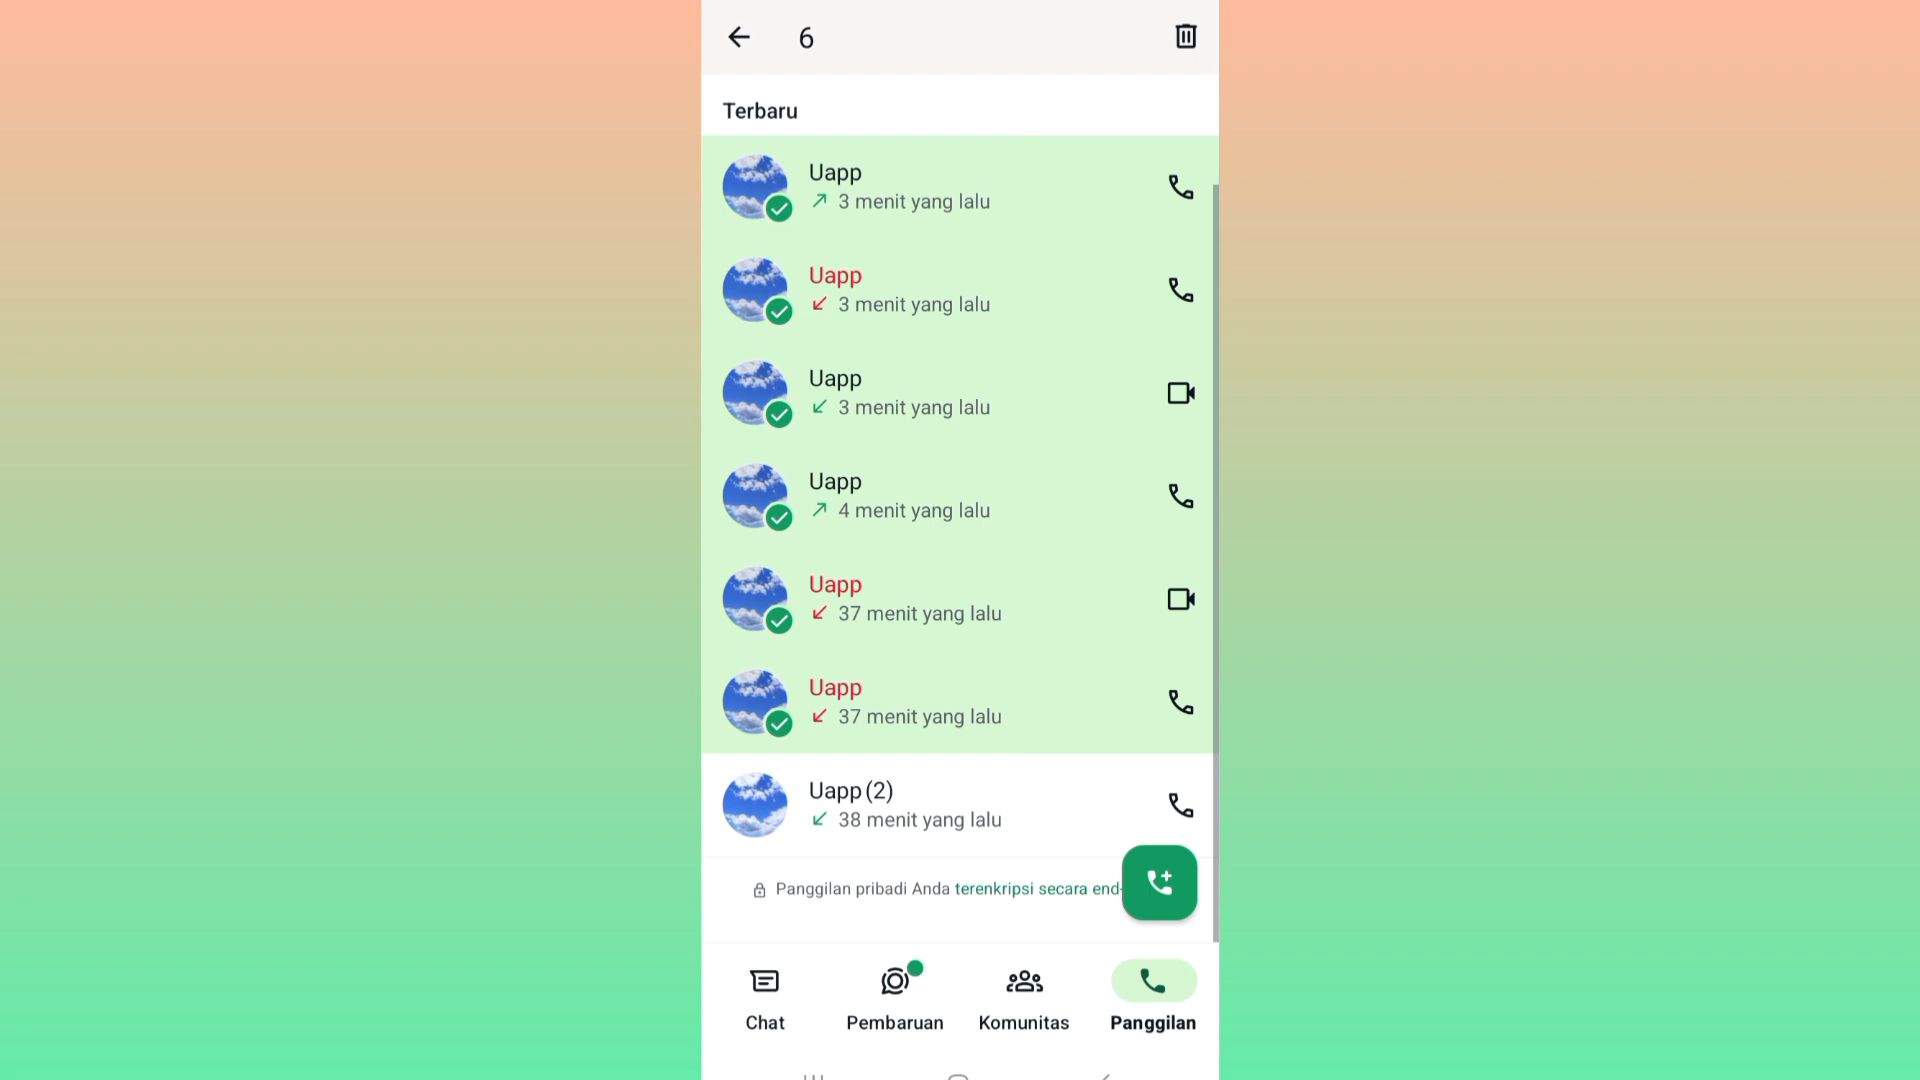 6
Terbaru
Uapp
3 menit yang lalu
Uapp
3 menit yang lalu
Uapp
3 menit yang lalu
Uapp
4 menit yang lalu
Uapp
37 menit yang lalu
Uapp
37 menit yang lalu
Uapp (2)
38 menit yang lalu
Panggilan pribadi Anda terenkripsi secara end-
Chat Pembaruan Komunitas Panggilan